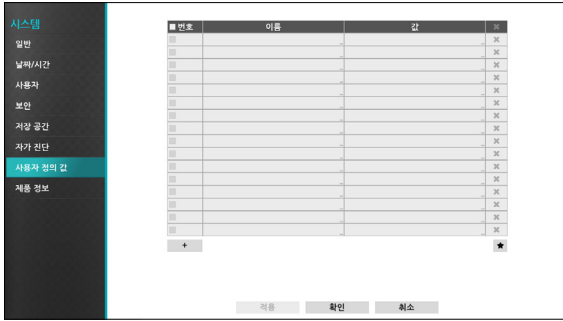 시스템
일반
날짜/시간
사용자
보안
저장 공간
자가 진단
사용자 정의 값
제품 정보
번호 이름 값
+
적용 확인 취소